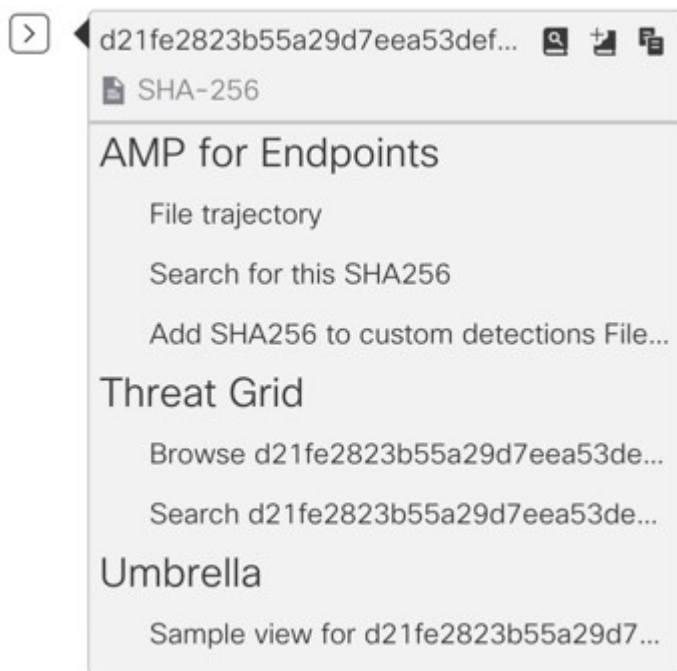 d21fe2823b55a29d7eea53def...
SHA-256
AMP for Endpoints
File trajectory
Search for this SHA256
Add SHA256 to custom detections File...
Threat Grid
Browse d21fe2823b55a29d7eea53de...
Search d21fe2823b55a29d7eea53de...
Umbrella
Sample view for d21fe2823b55a29d7...